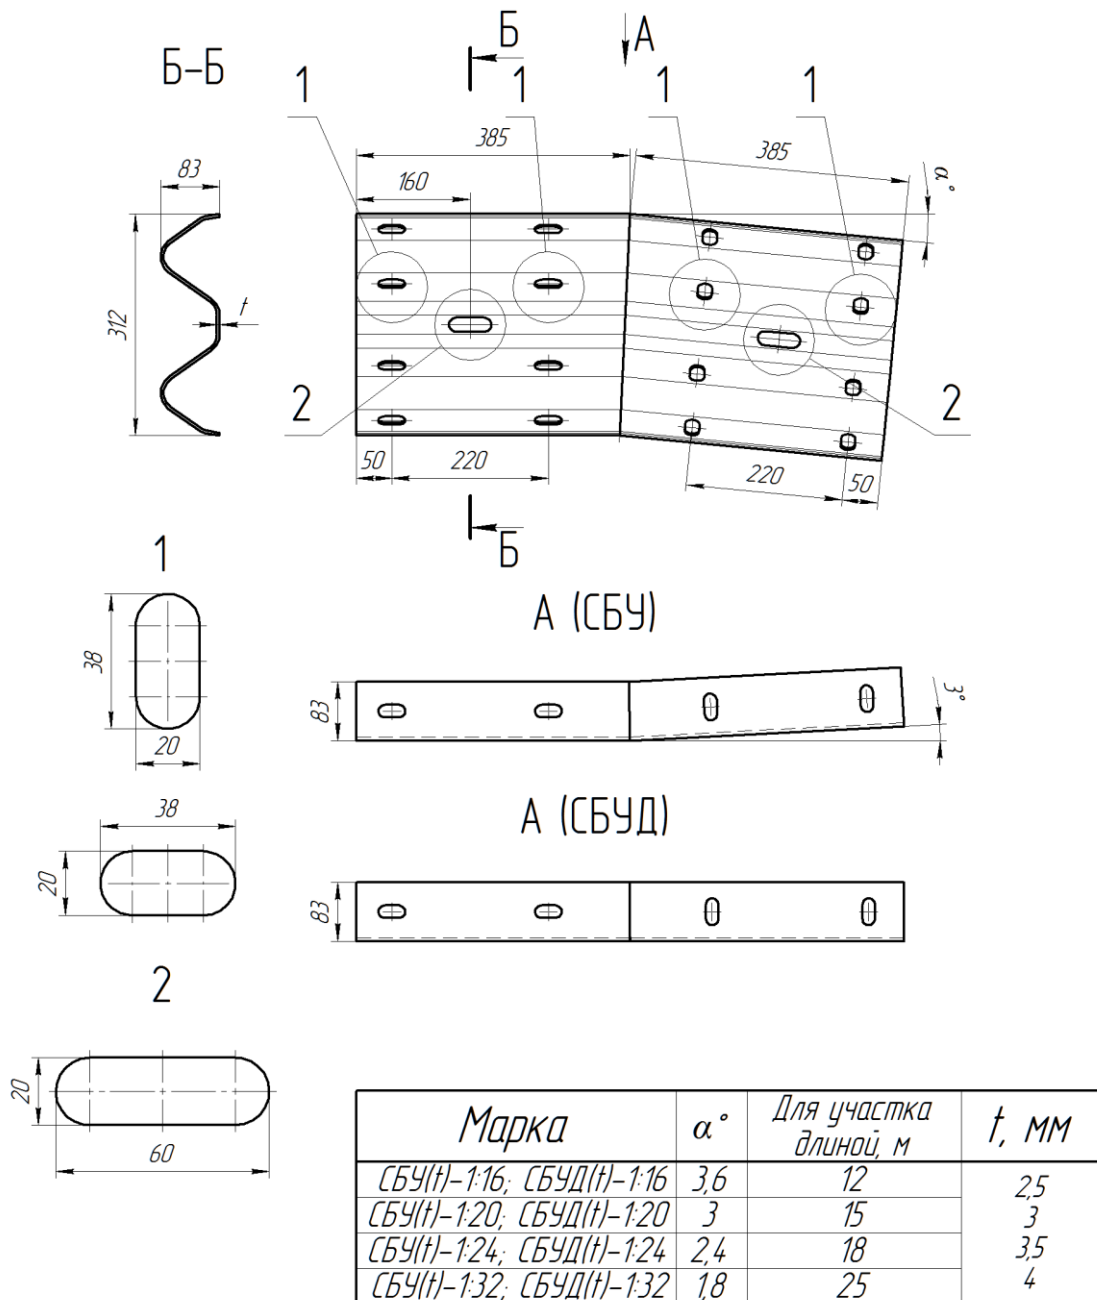 Б-Б
Б
А
1
1
1
1
83
385
385
α°
160
312
t
2
2
50
220
220
50
Б
1
А (СБУ)
38
20
83
3°
38
А (СБУД)
20
83
2
20
60
Марка
α°
Для участка
длиной, м
t, мм
СБУ(t)-1:16; СБУД(t)-1:16
3,6
12
2,5
СБУ(t)-1:20; СБУД(t)-1:20
3
15
3
СБУ(t)-1:24; СБУД(t)-1:24
2,4
18
3,5
СБУ(t)-1:32; СБУД(t)-1:32
1,8
25
4